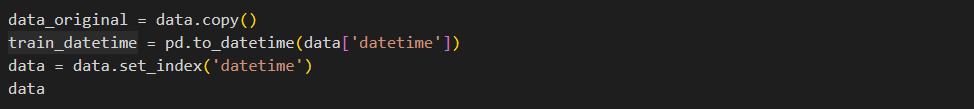 data_original = data.copy()
train_datetime = pd.to_datetime(data['datetime'])
data = data.set_index('datetime')
data